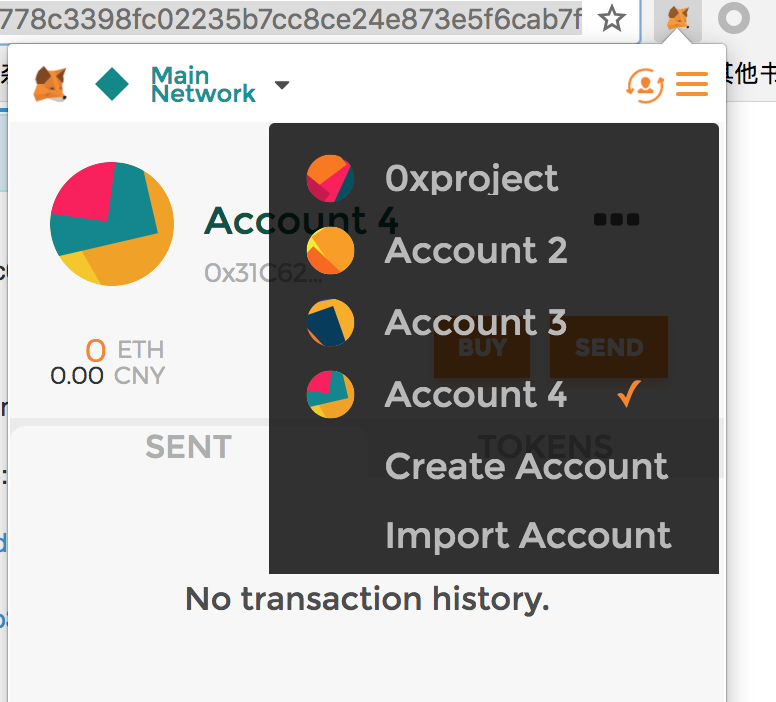 778c3398fc02235b7cc8ce24e873e5f6cab7f
其他书
Main
Network
0xproject
Account 4
Account 2
0x31C62...
Account 3
BUY
SEND
0 ETH
0.00 CNY
Account 4
SENT
TOKENS
Create Account
Import Account
No transaction history.